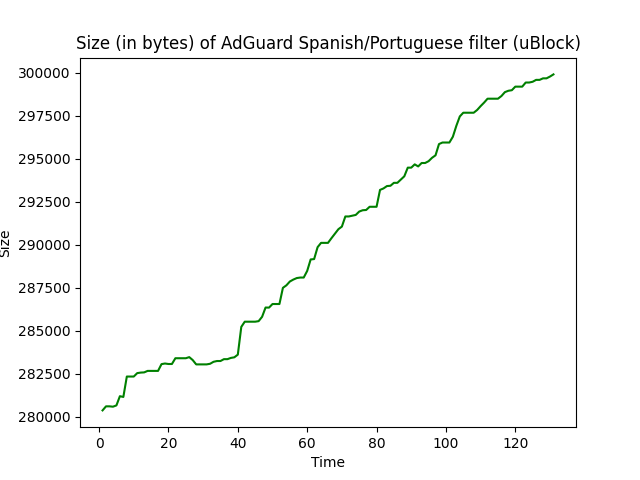 Size (in bytes) of AdGuard Spanish/Portuguese filter (uBlock)
300000
297500
295000
292500
290000
287500
285000
282500
280000
Size
0 20 40 60 80 100 120
Time